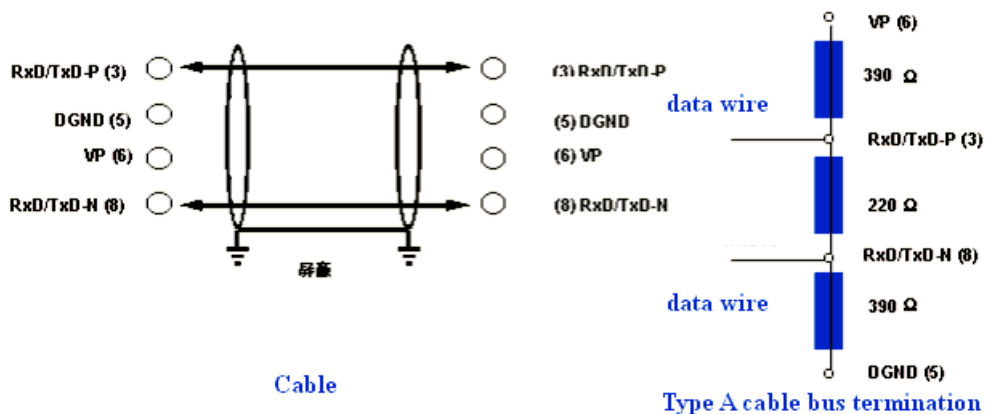 RxD/TxD-P (3)
DGND (5)
VP (6)
RxD/TxD-N (8)
(3) RxD/TxD-P
(5) DGND
(6) VP
(8) RxD/TxD-N
屏蔽
Cable
VP (6)
390 Ω
data wire
RxD/TxD-P (3)
220 Ω
RxD/TxD-N (8)
data wire
390 Ω
DGND (5)
Type A cable bus termination